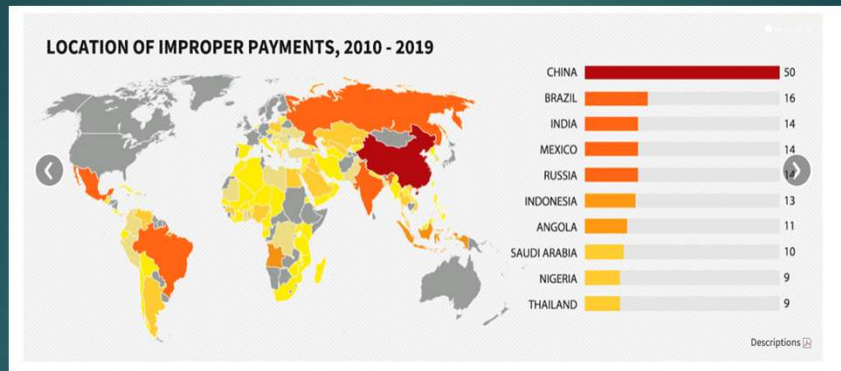 LOCATION OF IMPROPER PAYMENTS, 2010 - 2019
CHINA 50
BRAZIL 16
INDIA 14
MEXICO 14
RUSSIA 14
INDONESIA 13
ANGOLA 11
SAUDI ARABIA 10
NIGERIA 9
THAILAND 9
Descriptions